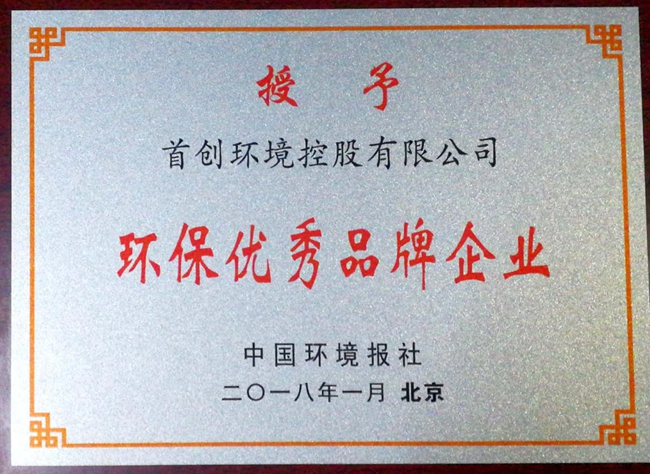 授 予
首创环境控股有限公司
环保优秀品牌企业
中国环境报社
二〇一八年一月 北京